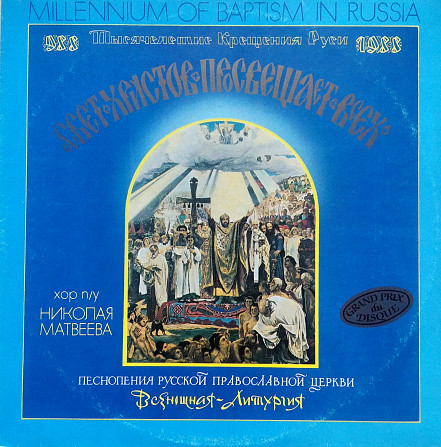 MILLENNIUM OF BAPTISM IN RUSSIA
988 Тысячелетие Крещения Руси 1988
СВЕТ·ХРИСТОВ·ПРОСВЕЩАЕТ·ВСЕХ
хор п/у
НИКОЛАЯ
МАТВЕЕВА
GRAND PRIX
du
DISQUE
ПЕСНОПЕНИЯ РУССКОЙ ПРАВОСЛАВНОЙ ЦЕРКВИ
Всенощная-Литургия